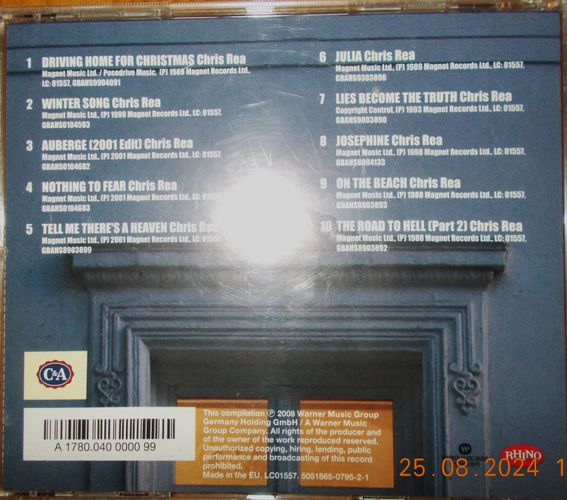 1 DRIVING HOME FOR CHRISTMAS Chris Rea
Magnet Music Ltd. / Posedrive Music, (P) 1989 Magnet Records Ltd.,
LC: 01557, GBAHS9904091
2 WINTER SONG Chris Rea
Magnet Music Ltd., (P) 1999 Magnet Records Ltd., LC: 01557,
GBAHS0104593
3 AUBERGE (2001 Edit) Chris Rea
Magnet Music Ltd., (P) 2001 Magnet Records Ltd., LC: 01557,
GBAHS0104682
4 NOTHING TO FEAR Chris Rea
Magnet Music Ltd., (P) 2001 Magnet Records Ltd., LC: 01557,
GBAHS0104683
5 TELL ME THERE'S A HEAVEN Chris Rea
Magnet Music Ltd., (P) 2001 Magnet Records Ltd., LC: 01557,
GBAHS8903899
6 JULIA Chris Rea
Magnet Music Ltd., (P) 1988 Magnet Records Ltd., LC: 01557,
GBAHS9303896
7 LIES BECOME THE TRUTH Chris Rea
Copyright Control, (P) 1993 Magnet Records Ltd., LC: 01557,
GBAHS9803890
8 JOSEPHINE Chris Rea
Magnet Music Ltd., (P) 1998 Magnet Records Ltd., LC: 01557,
GBAHS8804133
9 ON THE BEACH Chris Rea
Magnet Music Ltd., (P) 1988 Magnet Records Ltd., LC: 01557,
GBAHS8803893
10 THE ROAD TO HELL (Part 2) Chris Rea
Magnet Music Ltd., (P) 1988 Magnet Records Ltd., LC: 01557,
GBAHS8903892
C&A
A 1780.040 0000 99
This compilation ℗ 2008 Warner Music Group
Germany Holding GmbH / A Warner Music
Group Company. All rights of the producer and
of the owner of the work reproduced reserved.
Unauthorized copying, hiring, lending, public
performance and broadcasting of this record
prohibited.
Made in the EU. LC01557. 5051865-0795-2-1
RHINO
25.08.2024 1